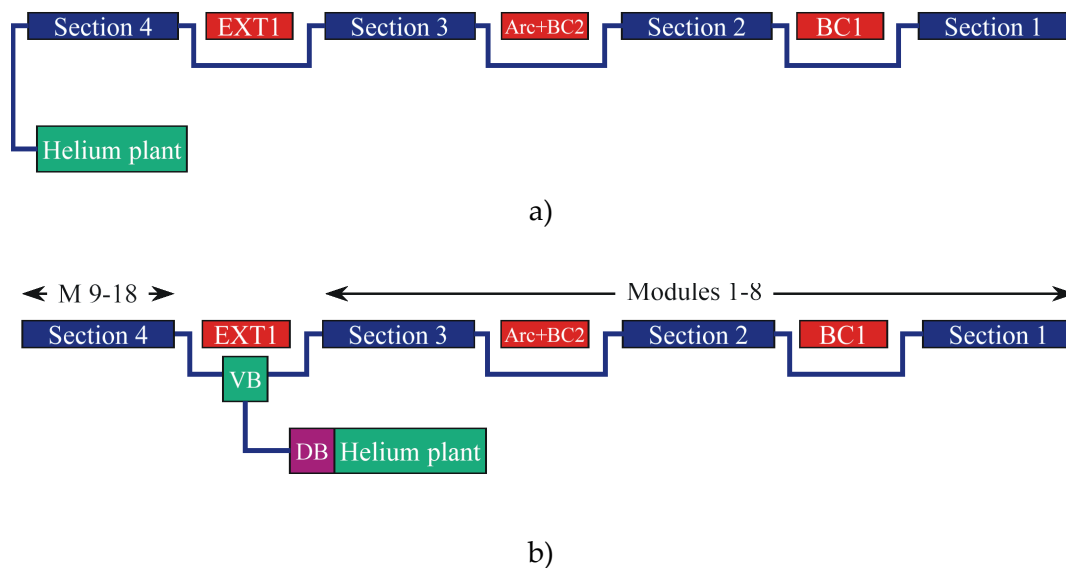 Section 4 EXT1 Section 3 Arc+BC2 Section 2 BC1 Section 1
Helium plant
a)
M 9-18 Modules 1-8
Section 4 EXT1 Section 3 Arc+BC2 Section 2 BC1 Section 1
VB
DB Helium plant
b)